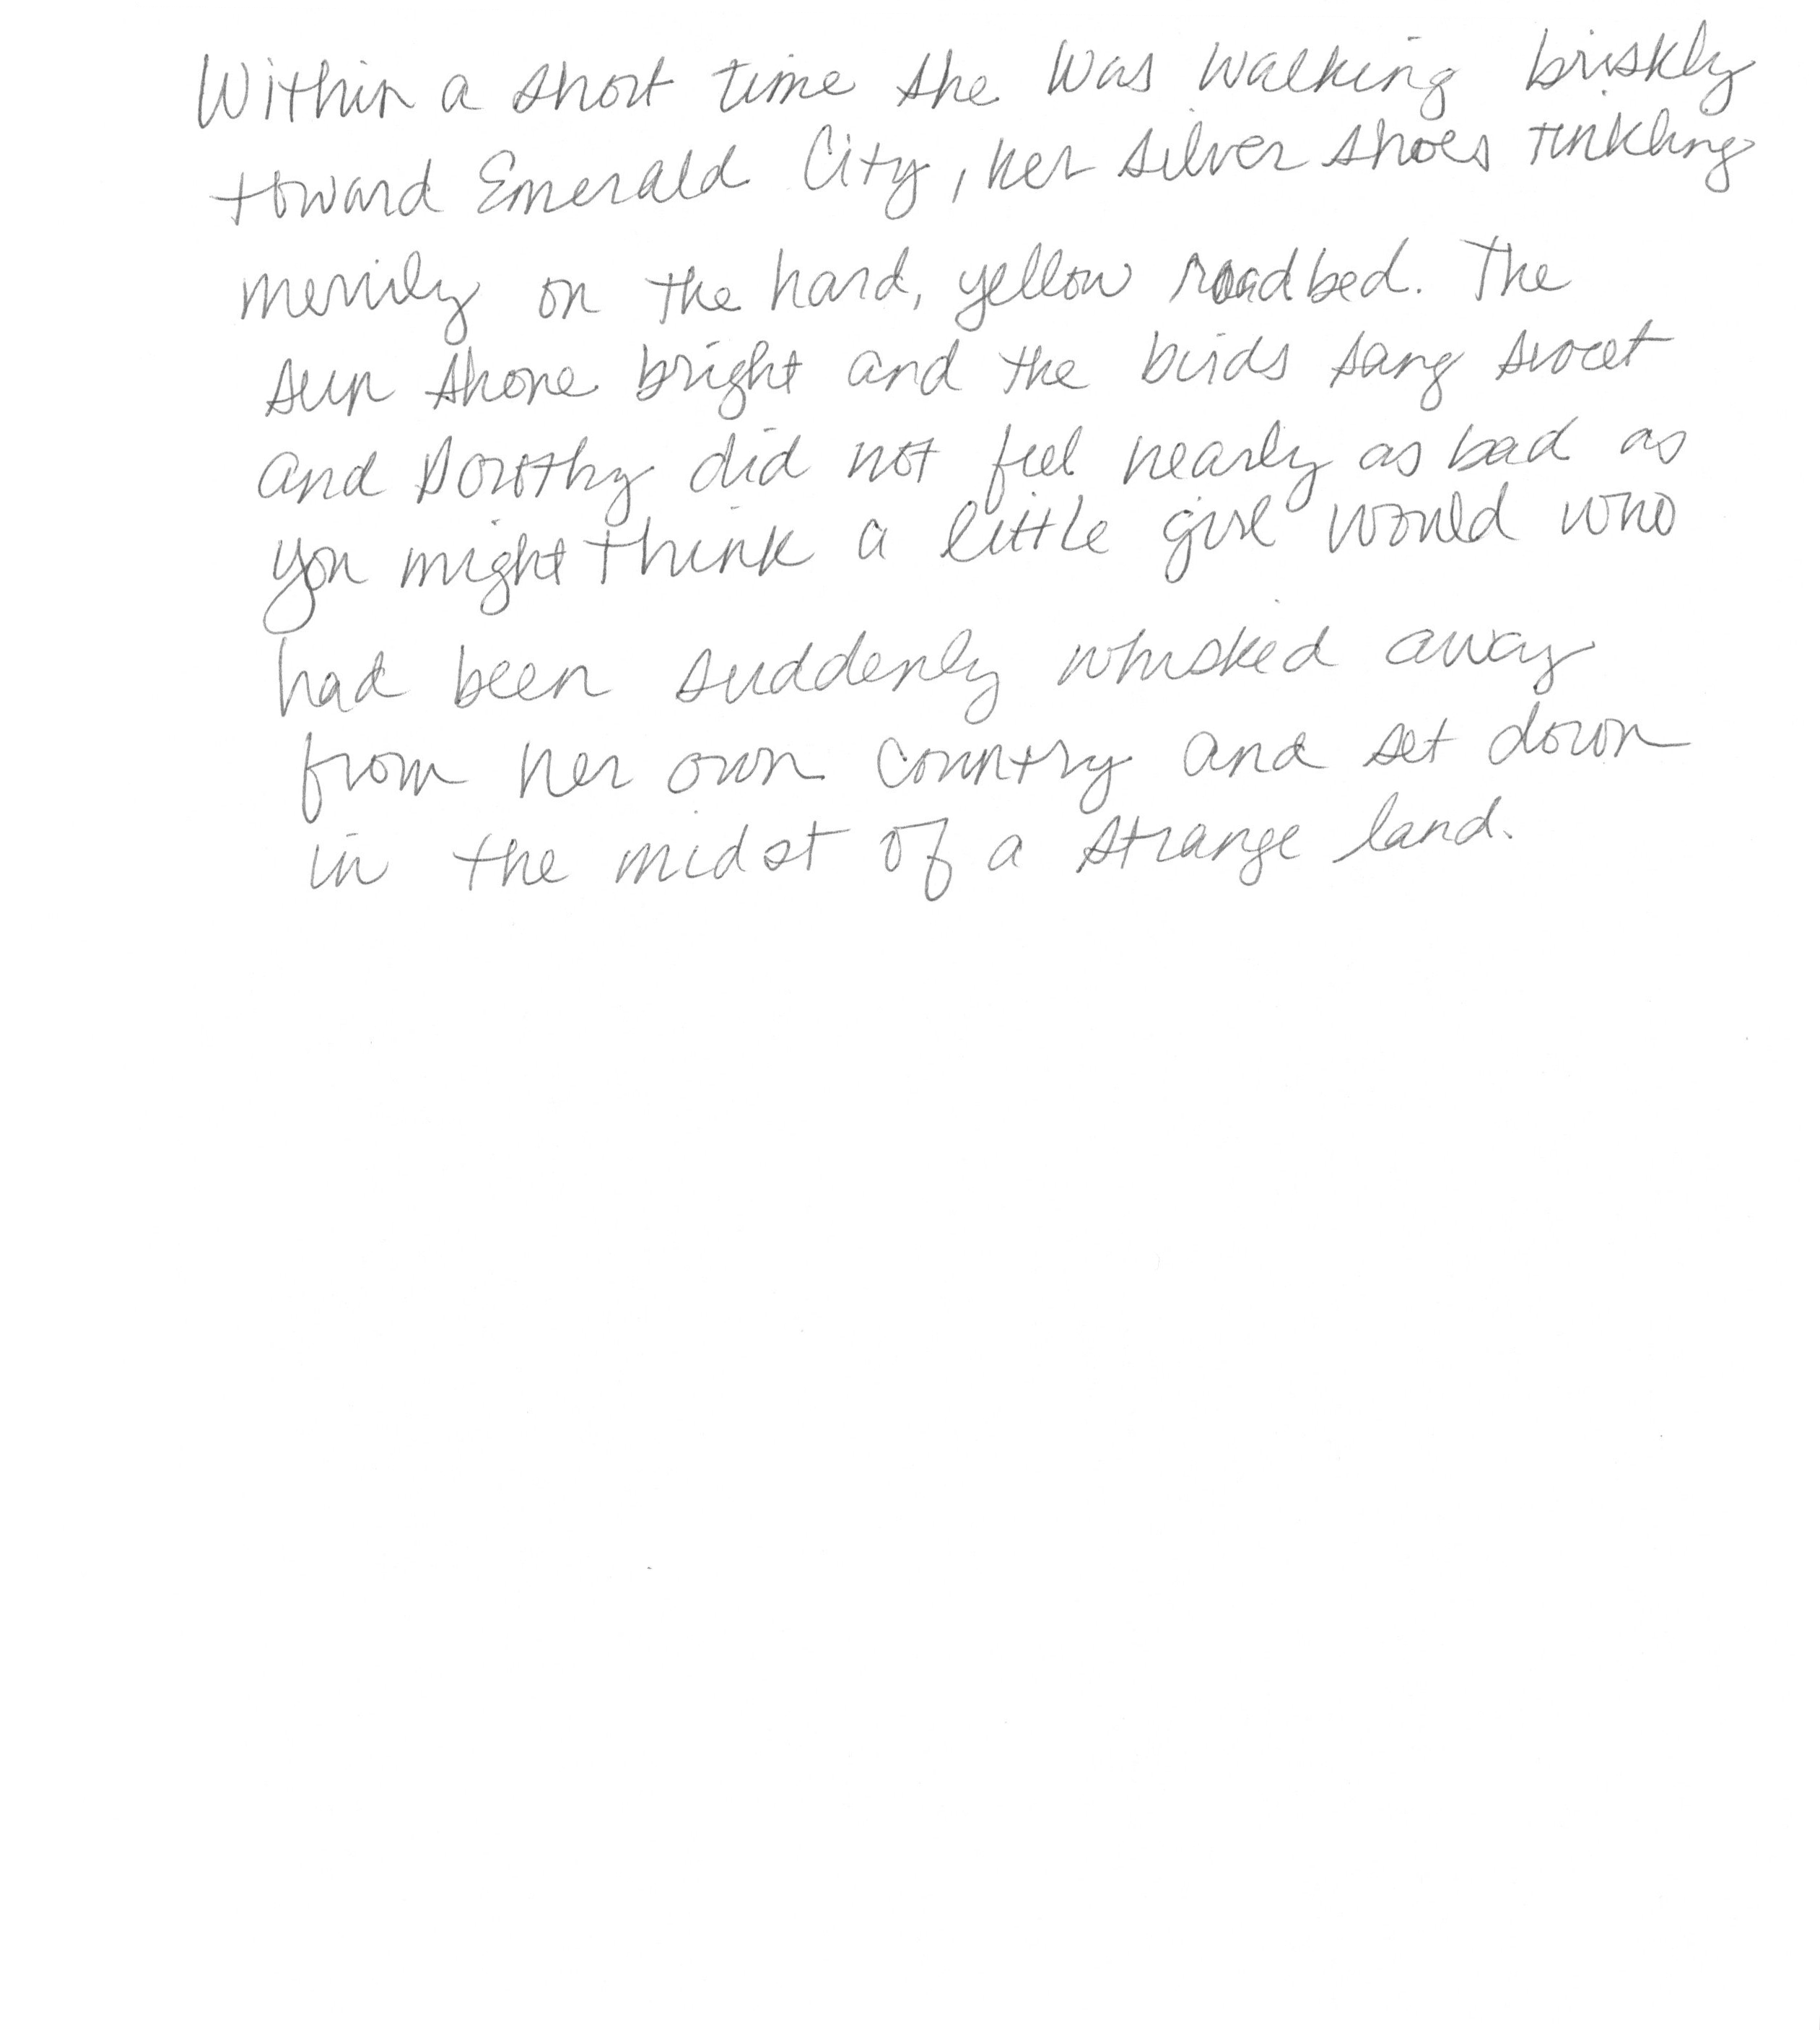 Within a short time she was walking briskly
toward Emerald City, her silver shoes tinkling
merrily on the hard, yellow roadbed. The
sun shone bright and the birds sang sweet
and Dorothy did not feel nearly as bad as
you might think a little girl would who
had been suddenly whisked away
from her own country and set down
in the midst of a strange land.